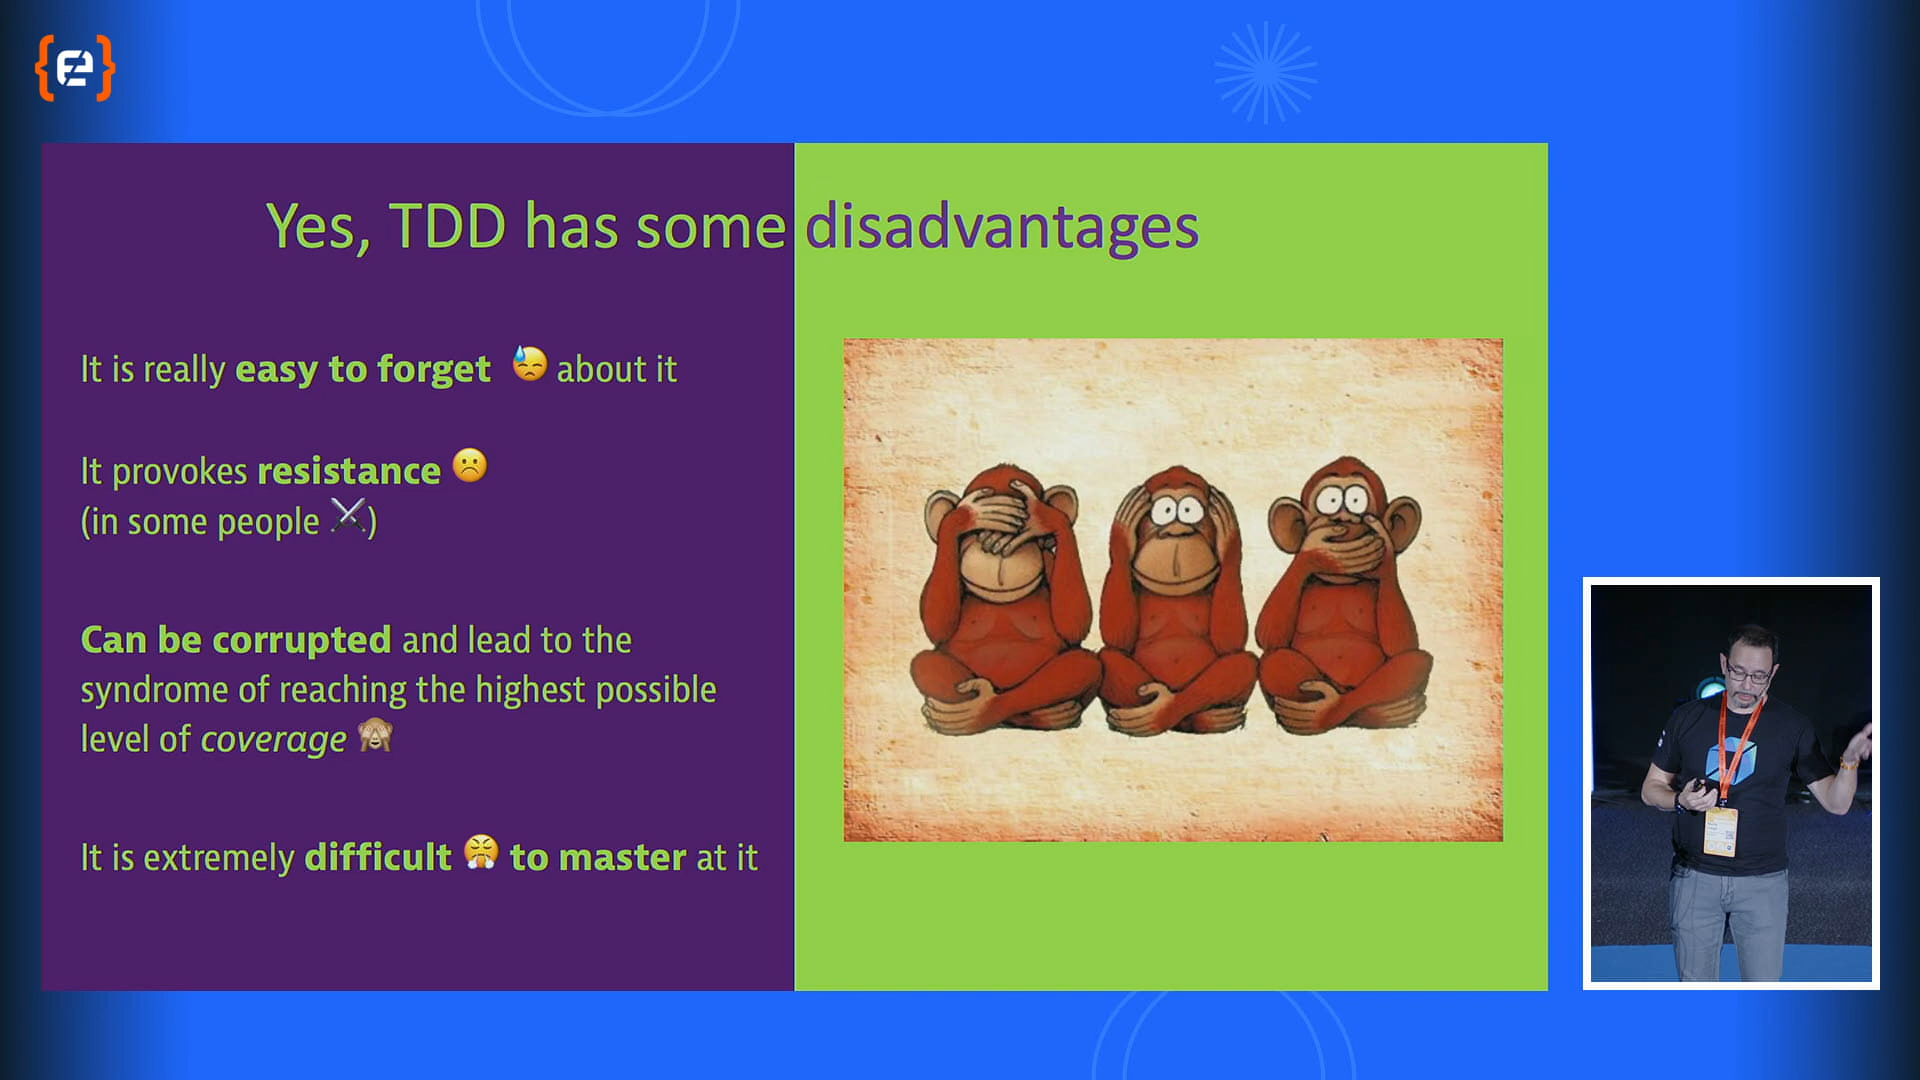 Yes, TDD has some disadvantages
It is really easy to forget 😓 about it
It provokes resistance ☹️
(in some people ⚔️)
Can be corrupted and lead to the
syndrome of reaching the highest possible
level of coverage 🙈
It is extremely difficult 😤 to master at it